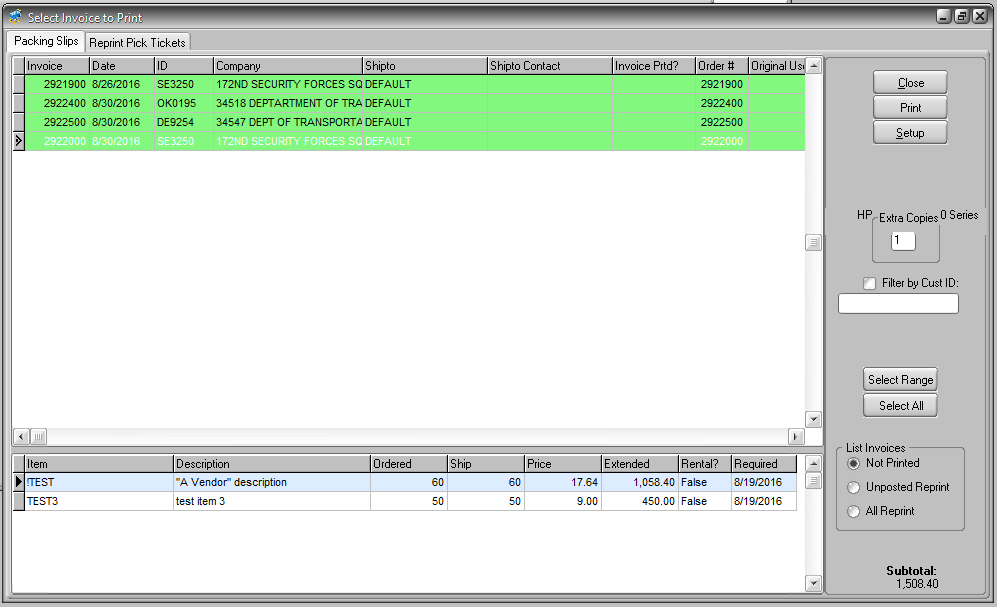 Select Invoice to Print
Packing Slips Reprint Pick Tickets
Invoice Date ID Company Shipto Shipto Contact Invoice Prtd? Order # Original Use
2921900 8/26/2016 SE3250 172ND SECURITY FORCES SQ DEFAULT 2921900
2922400 8/30/2016 OK0195 34518 DEPTARTMENT OF TRA DEFAULT 2922400
2922500 8/30/2016 DE9254 34547 DEPT OF TRANSPORTA DEFAULT 2922500
2922000 8/30/2016 SE3250 172ND SECURITY FORCES SQ DEFAULT 2922000
Close
Print
Setup
HP 0 Series
Extra Copies
1
Filter by Cust ID:
Select Range
Select All
Item Description Ordered Ship Price Extended Rental? Required
!TEST "A Vendor" description 60 60 17.64 1,058.40 False 8/19/2016
TEST3 test item 3 50 50 9.00 450.00 False 8/19/2016
List Invoices
Not Printed
Unposted Reprint
All Reprint
Subtotal:
1,508.40